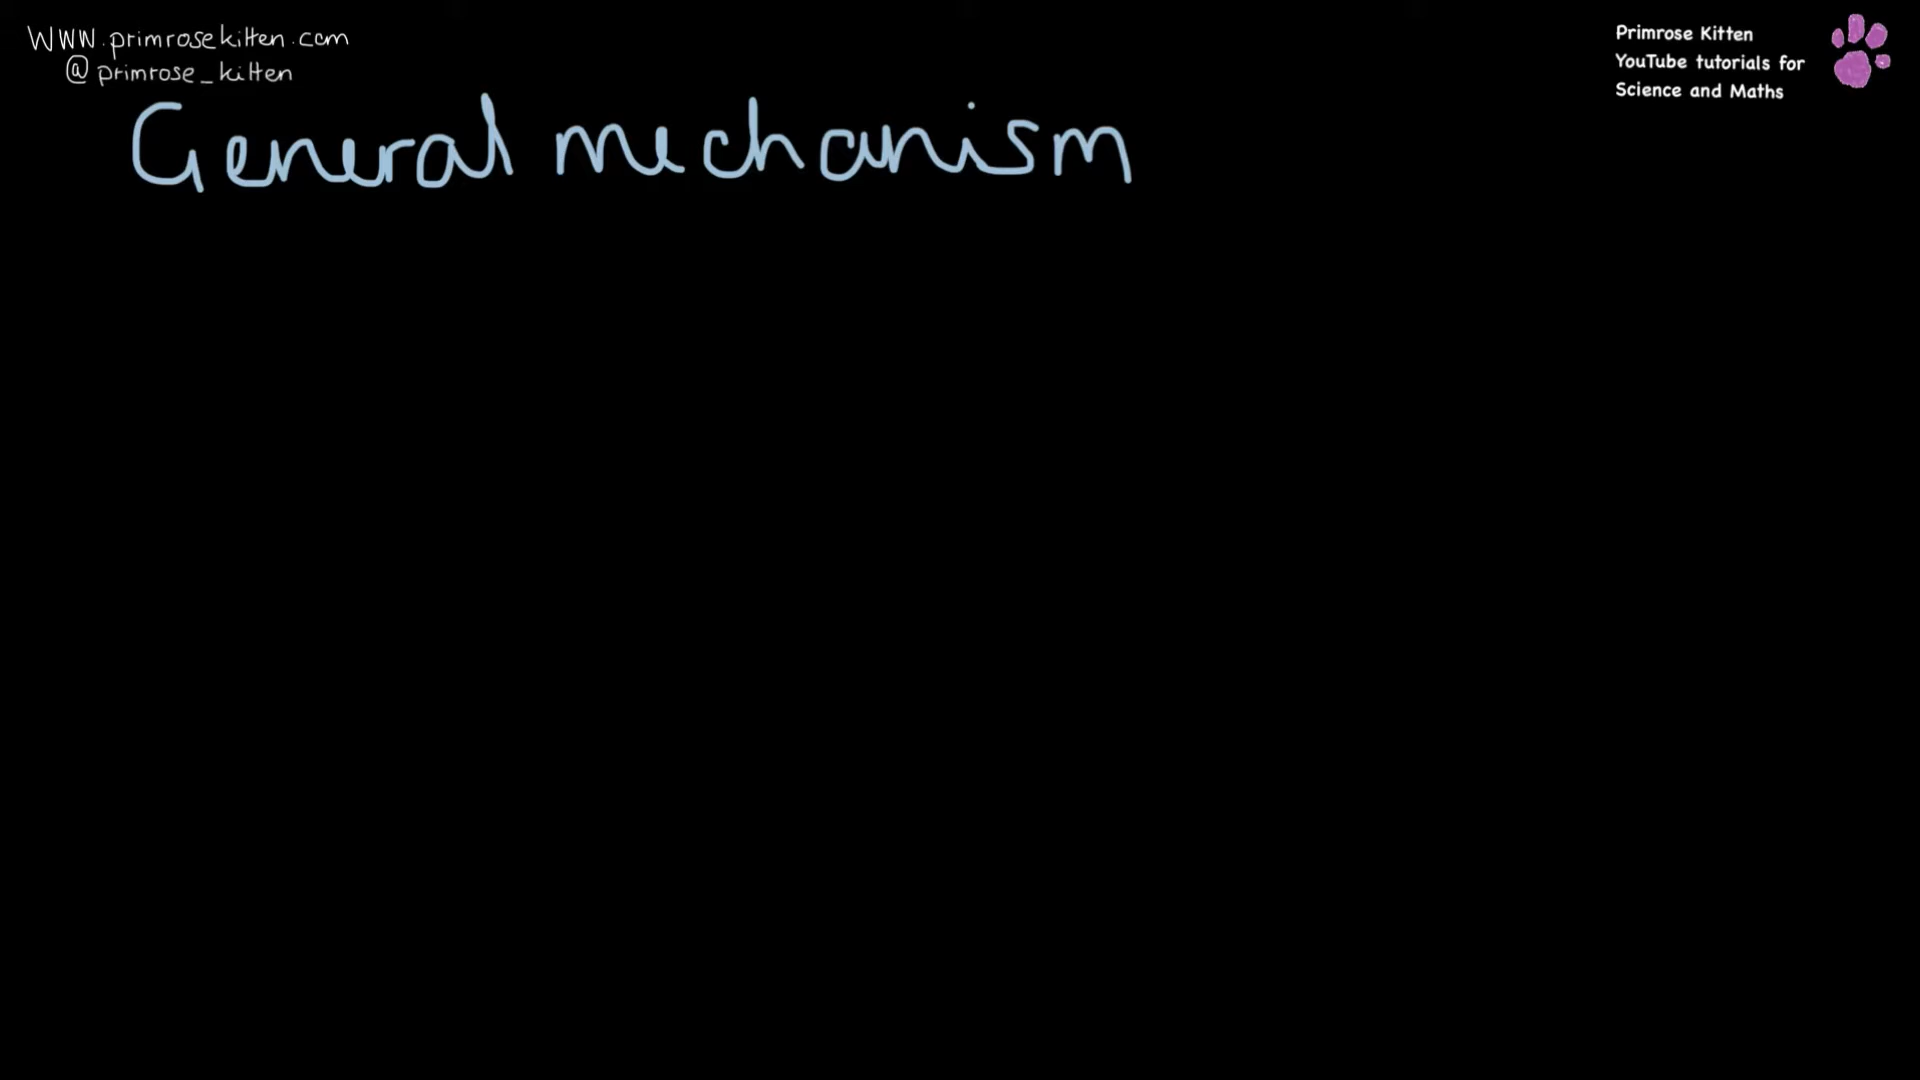 www.primrosekitten.com
@primrose_kitten
Primrose Kitten
YouTube tutorials for
Science and Maths
General mechanism